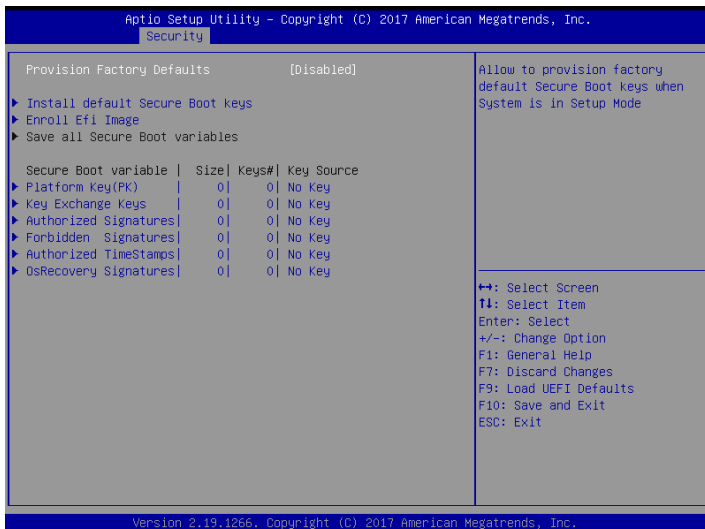 Aptio Setup Utility – Copyright (C) 2017 American Megatrends, Inc.
Security
Provision Factory Defaults [Disabled]
▶ Install default Secure Boot keys
▶ Enroll Efi Image
▶ Save all Secure Boot variables
Secure Boot variable | Size| Keys#| Key Source
▶ Platform Key(PK) | 0| 0| No Key
▶ Key Exchange Keys | 0| 0| No Key
▶ Authorized Signatures| 0| 0| No Key
▶ Forbidden Signatures| 0| 0| No Key
▶ Authorized TimeStamps| 0| 0| No Key
▶ OsRecovery Signatures| 0| 0| No Key
Allow to provision factory
default Secure Boot keys when
System is in Setup Mode
↔: Select Screen
↑↓: Select Item
Enter: Select
+/-: Change Option
F1: General Help
F7: Discard Changes
F9: Load UEFI Defaults
F10: Save and Exit
ESC: Exit
Version 2.19.1266. Copyright (C) 2017 American Megatrends, Inc.